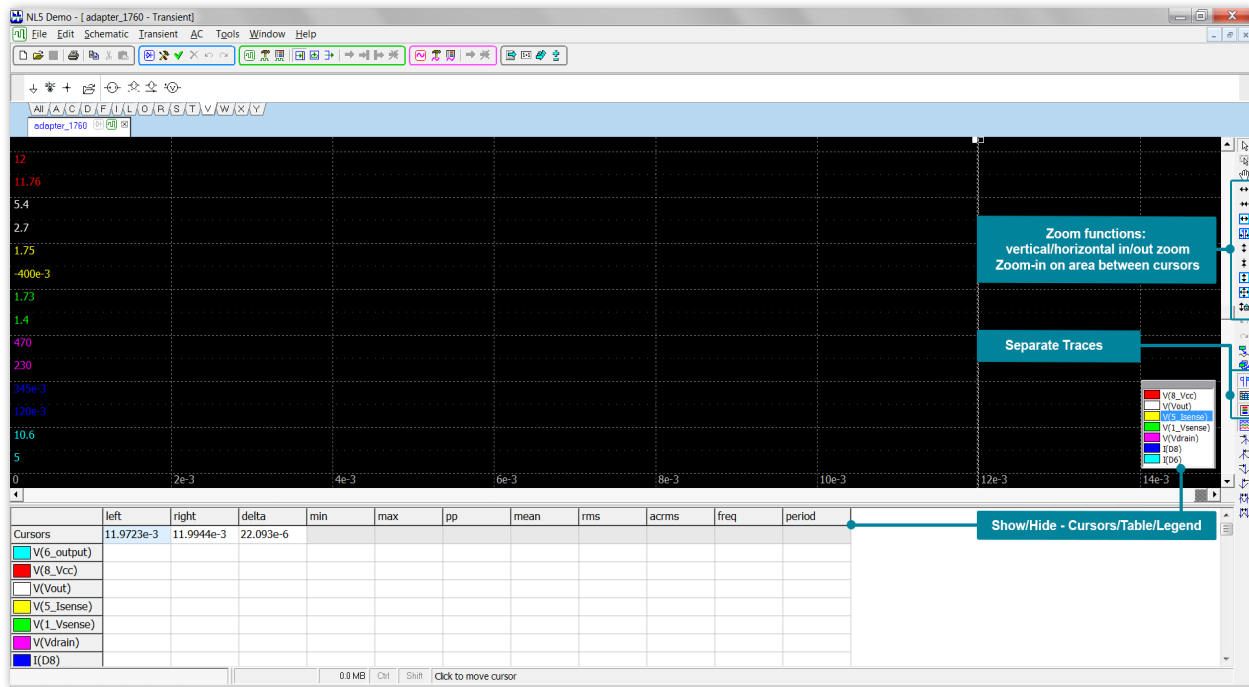 NL5 Demo - [ adapter_1760 - Transient]
File Edit Schematic Transient AC Tools Window Help
All A C D F I L O R S T V W X Y
adapter_1760
12
11.76
5.4
2.7
1.75
-400e-3
1.73
1.4
470
230
345e-3
120e-3
10.6
5
0 2e-3 4e-3 6e-3 8e-3 10e-3 12e-3 14e-3
Zoom functions:
vertical/horizontal in/out zoom
Zoom-in on area between cursors
Separate Traces
V(8_Vcc)
V(Vout)
V(5_Isense)
V(1_Vsense)
V(Vdrain)
I(D8)
I(D6)
Show/Hide - Cursors/Table/Legend
left right delta min max pp mean rms acrms freq period
Cursors 11.9723e-3 11.9944e-3 22.093e-6
V(6_output)
V(8_Vcc)
V(Vout)
V(5_Isense)
V(1_Vsense)
V(Vdrain)
I(D8)
0.0 MB Ctrl Shift Click to move cursor